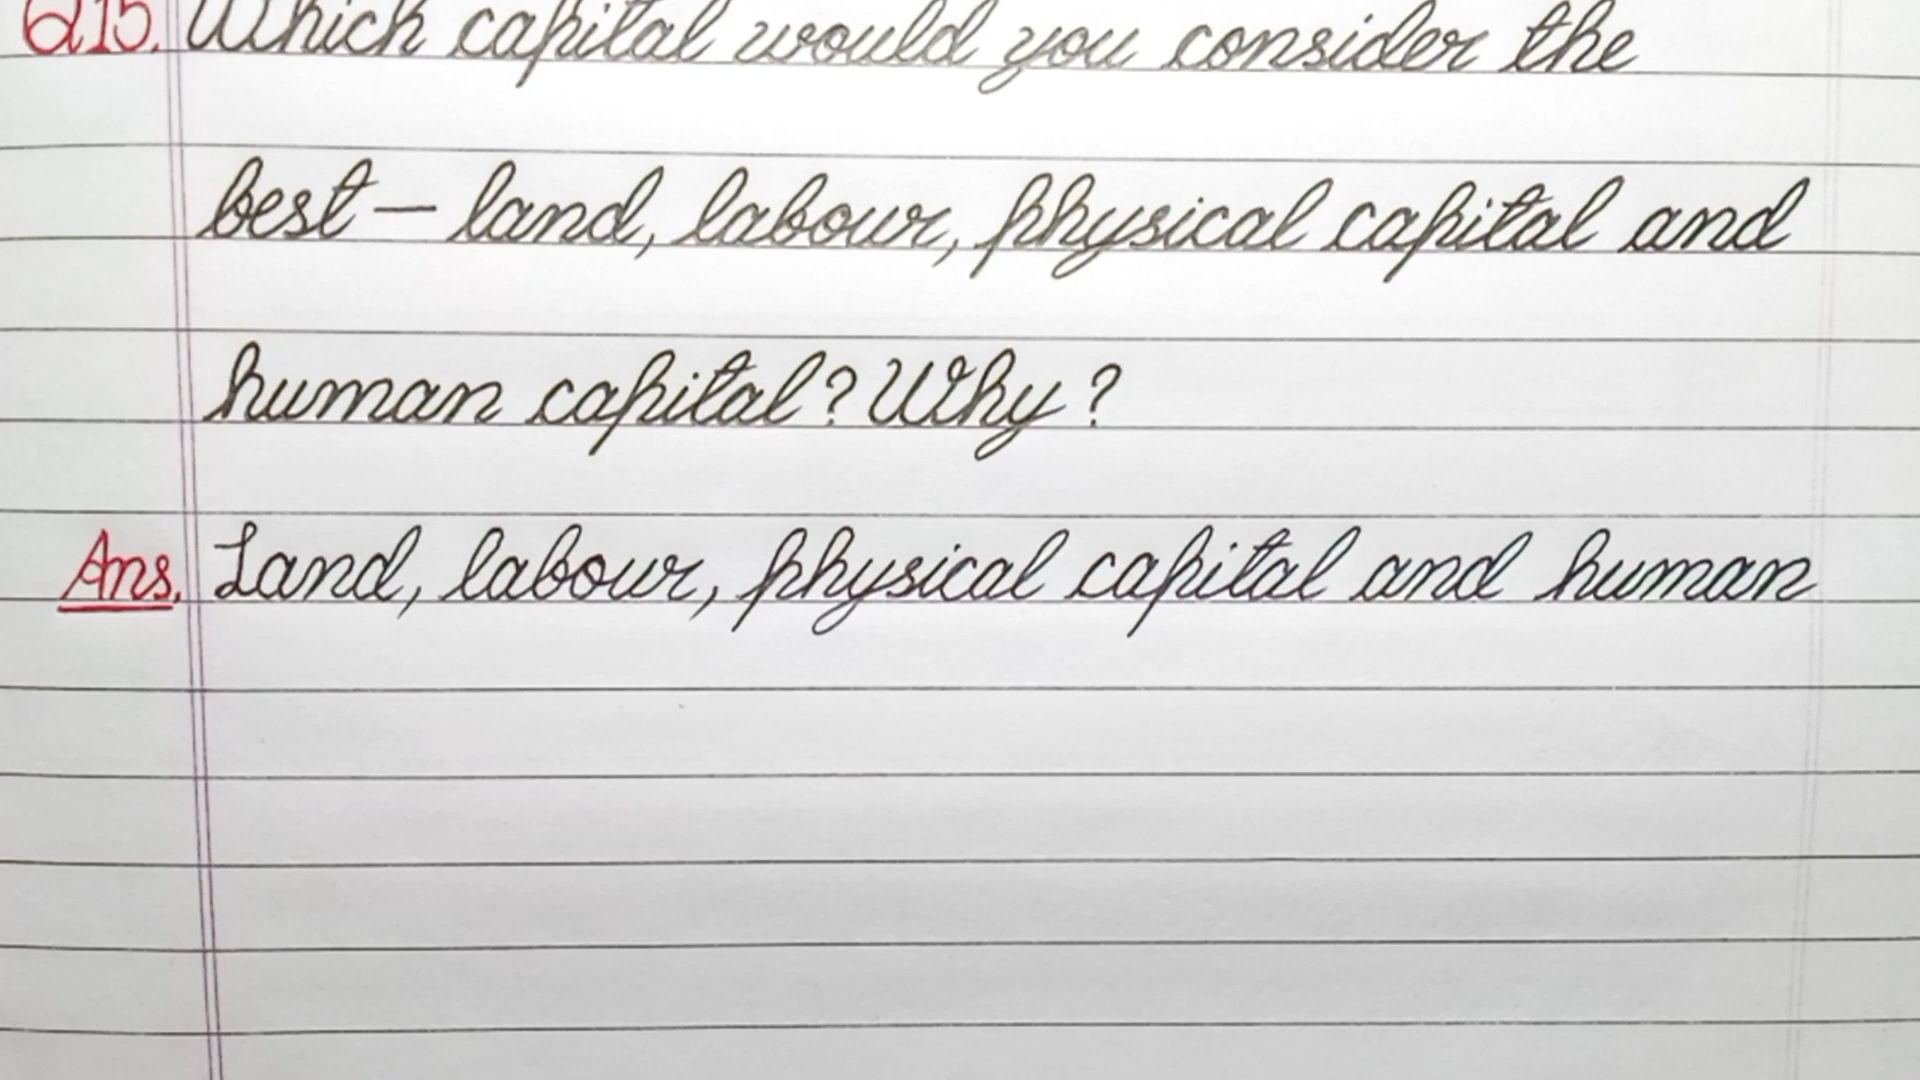 Q15. Which capital would you consider the
best – land, labour, physical capital and
human capital? Why?
Ans. Land, labour, physical capital and human